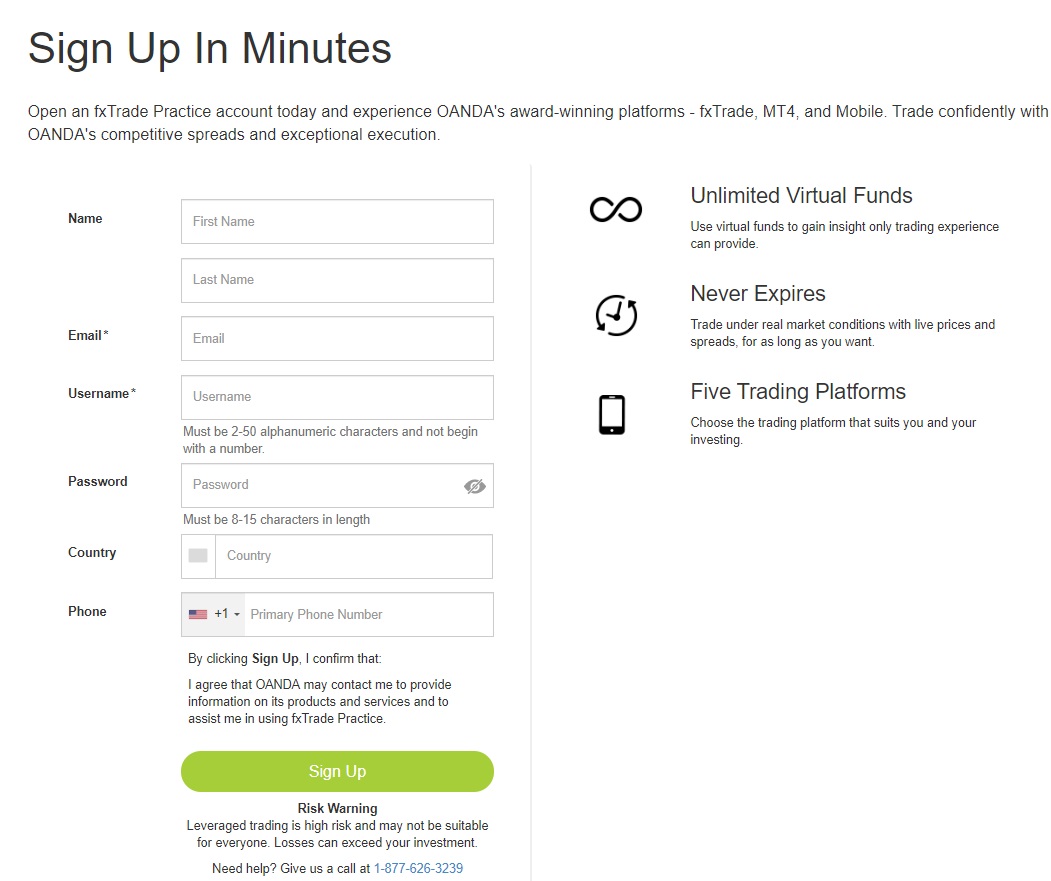 Sign Up In Minutes
Open an fxTrade Practice account today and experience OANDA's award-winning platforms - fxTrade, MT4, and Mobile. Trade confidently with
OANDA's competitive spreads and exceptional execution.
Name
First Name
Last Name
Email*
Email
Username*
Username
Must be 2-50 alphanumeric characters and not begin
with a number.
Password
Password
Must be 8-15 characters in length
Country
Country
Phone
+1
Primary Phone Number
By clicking Sign Up, I confirm that:
I agree that OANDA may contact me to provide
information on its products and services and to
assist me in using fxTrade Practice.
Sign Up
Risk Warning
Leveraged trading is high risk and may not be suitable
for everyone. Losses can exceed your investment.
Need help? Give us a call at 1-877-626-3239
Unlimited Virtual Funds
Use virtual funds to gain insight only trading experience
can provide.
Never Expires
Trade under real market conditions with live prices and
spreads, for as long as you want.
Five Trading Platforms
Choose the trading platform that suits you and your
investing.